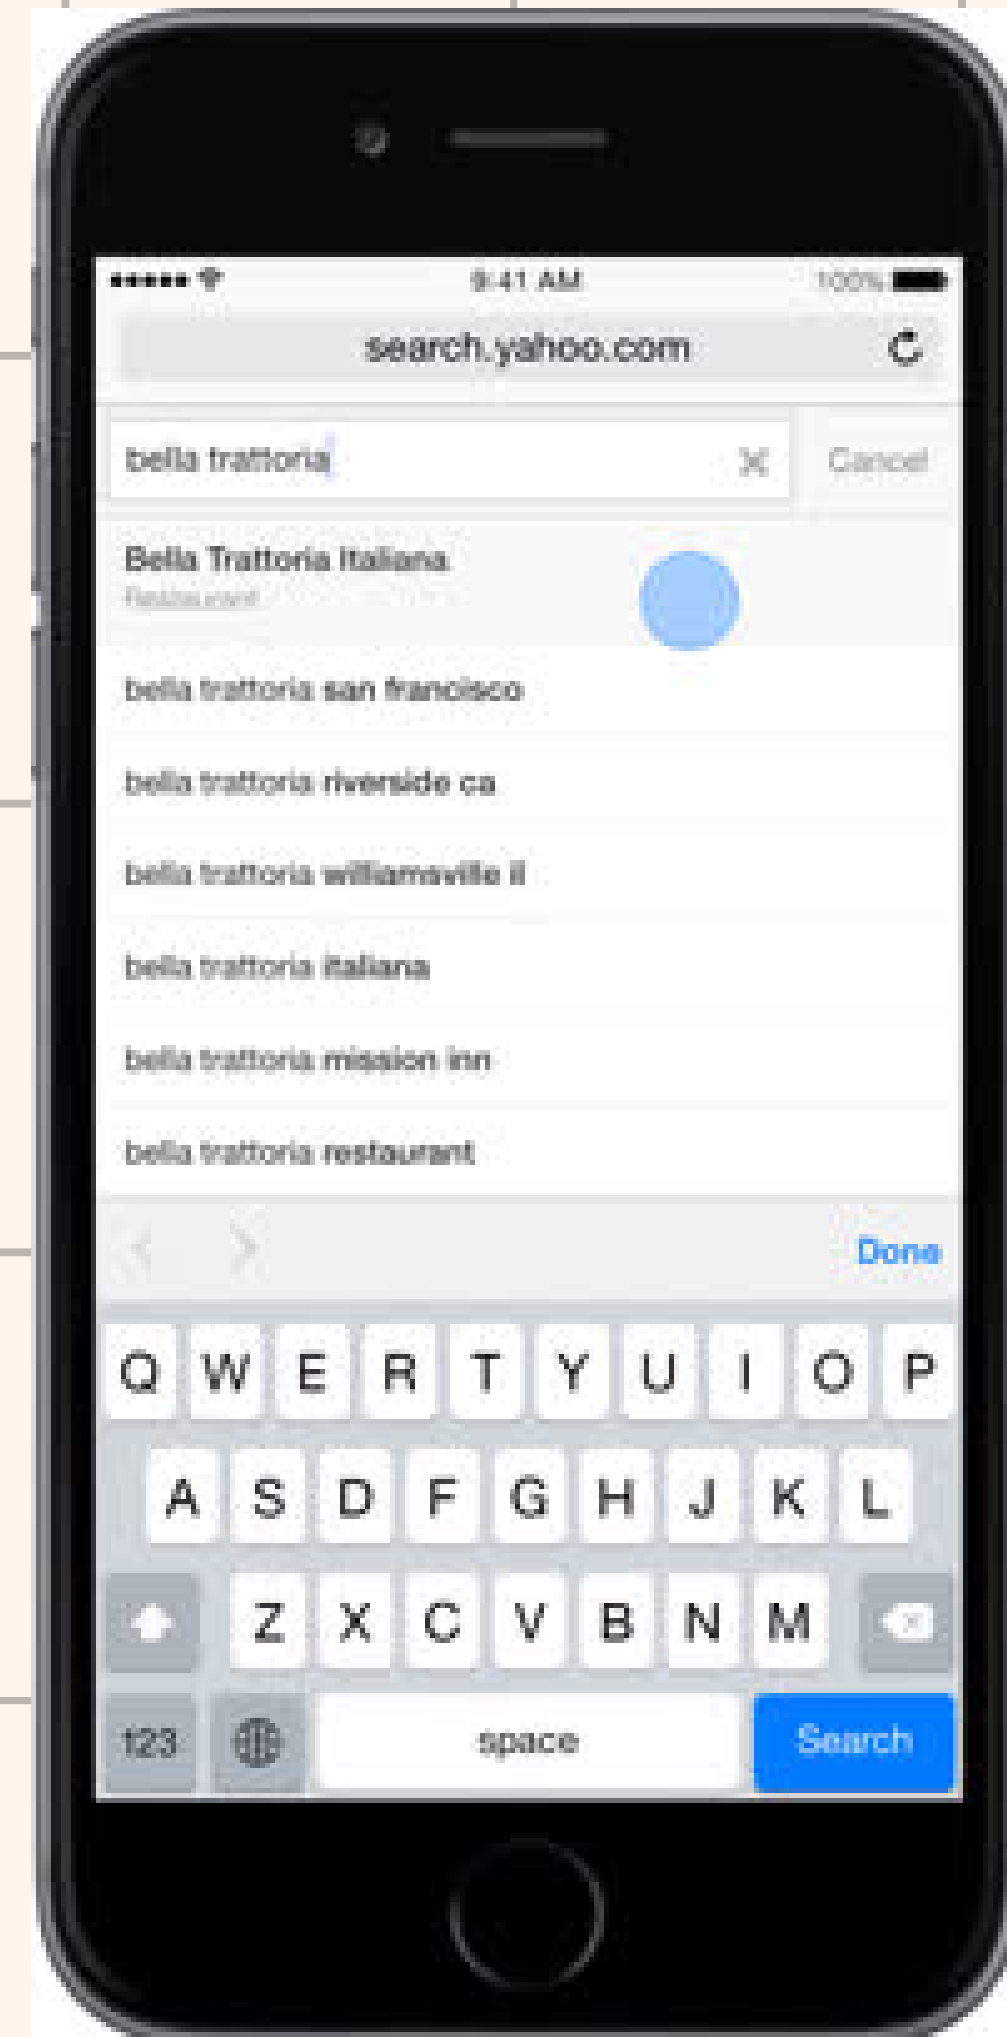 9:41 AM 100%
search.yahoo.com
bella trattoria Cancel
Bella Trattoria Italiana
Restaurant
bella trattoria san francisco
bella trattoria riverside ca
bella trattoria williamsville il
bella trattoria italiana
bella trattoria mission inn
bella trattoria restaurant
Done
Q W E R T Y U I O P
A S D F G H J K L
Z X C V B N M
123 space Search